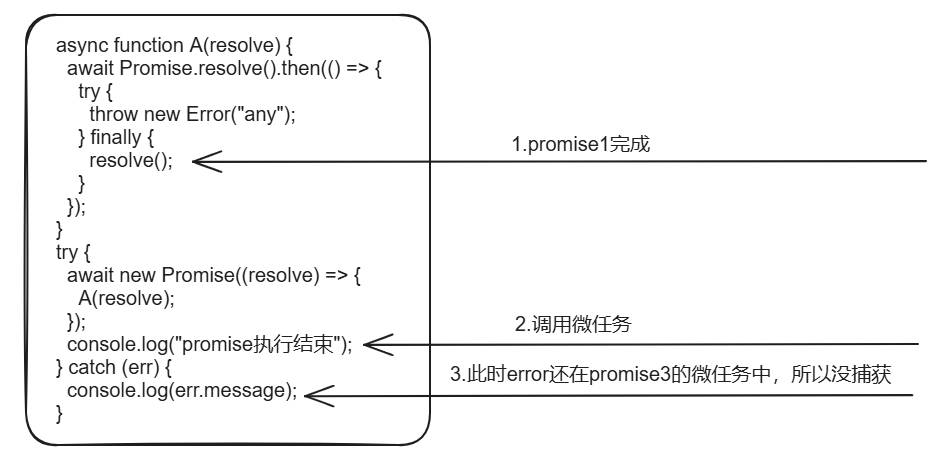 async function A(resolve) {
await Promise.resolve().then(() => {
try {
throw new Error("any");
} finally {
resolve();
}
});
}
try {
await new Promise((resolve) => {
A(resolve);
});
console.log("promise执行结束");
} catch (err) {
console.log(err.message);
}
1.promise1完成
2.调用微任务
3.此时error还在promise3的微任务中，所以没捕获